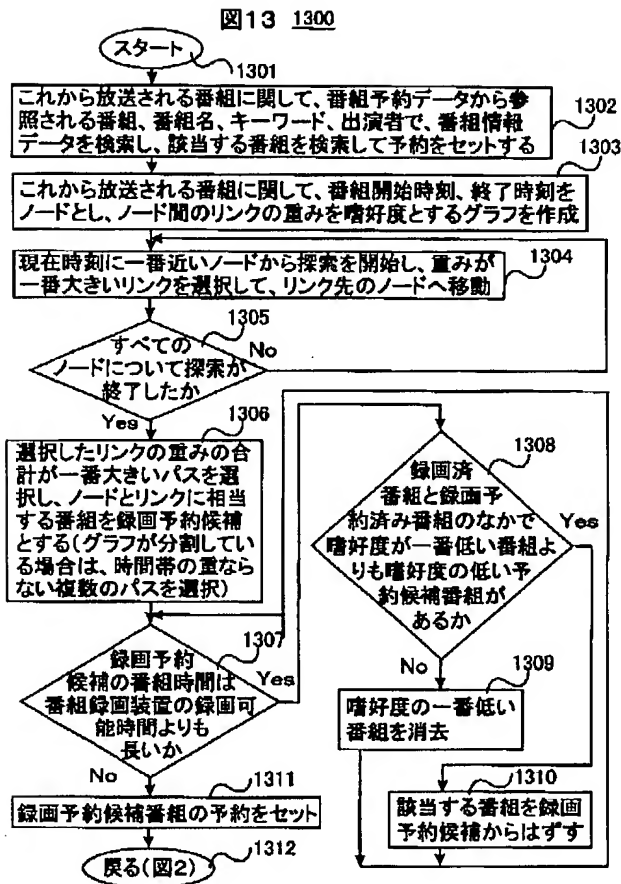 図13 1300
スタート
1301
これから放送される番組に関して、番組予約データから参
照される番組、番組名、キーワード、出演者で、番組情報
データを検索し、該当する番組を検索して予約をセットする
1302
1303
これから放送される番組に関して、番組開始時刻、終了時刻を
ノードとし、ノード間のリンクの重みを嗜好度とするグラフを作成
現在時刻に一番近いノードから探索を開始し、重みが
一番大きいリンクを選択して、リンク先のノードへ移動
1304
1305
すべての
ノードについて探索が
終了したか
No
Yes
1306
選択したリンクの重みの合
計が一番大きいパスを選
択し、ノードとリンクに相当
する番組を録画予約候補
とする(グラフが分割してい
る場合は、時間帯の重なら
ない複数のパスを選択)
1307
録画予約
候補の番組時間は
番組録画装置の録画可
能時間よりも
長いか
Yes
No
1308
録画済
番組と録画予
約済み番組のなかで
嗜好度が一番低い番組よ
りも嗜好度の低い予
約候補番組が
あるか
Yes
No
1309
嗜好度の一番低い
番組を消去
1310
該当する番組を録画
予約候補からはずす
1311
録画予約候補番組の予約をセット
戻る(図2)
1312